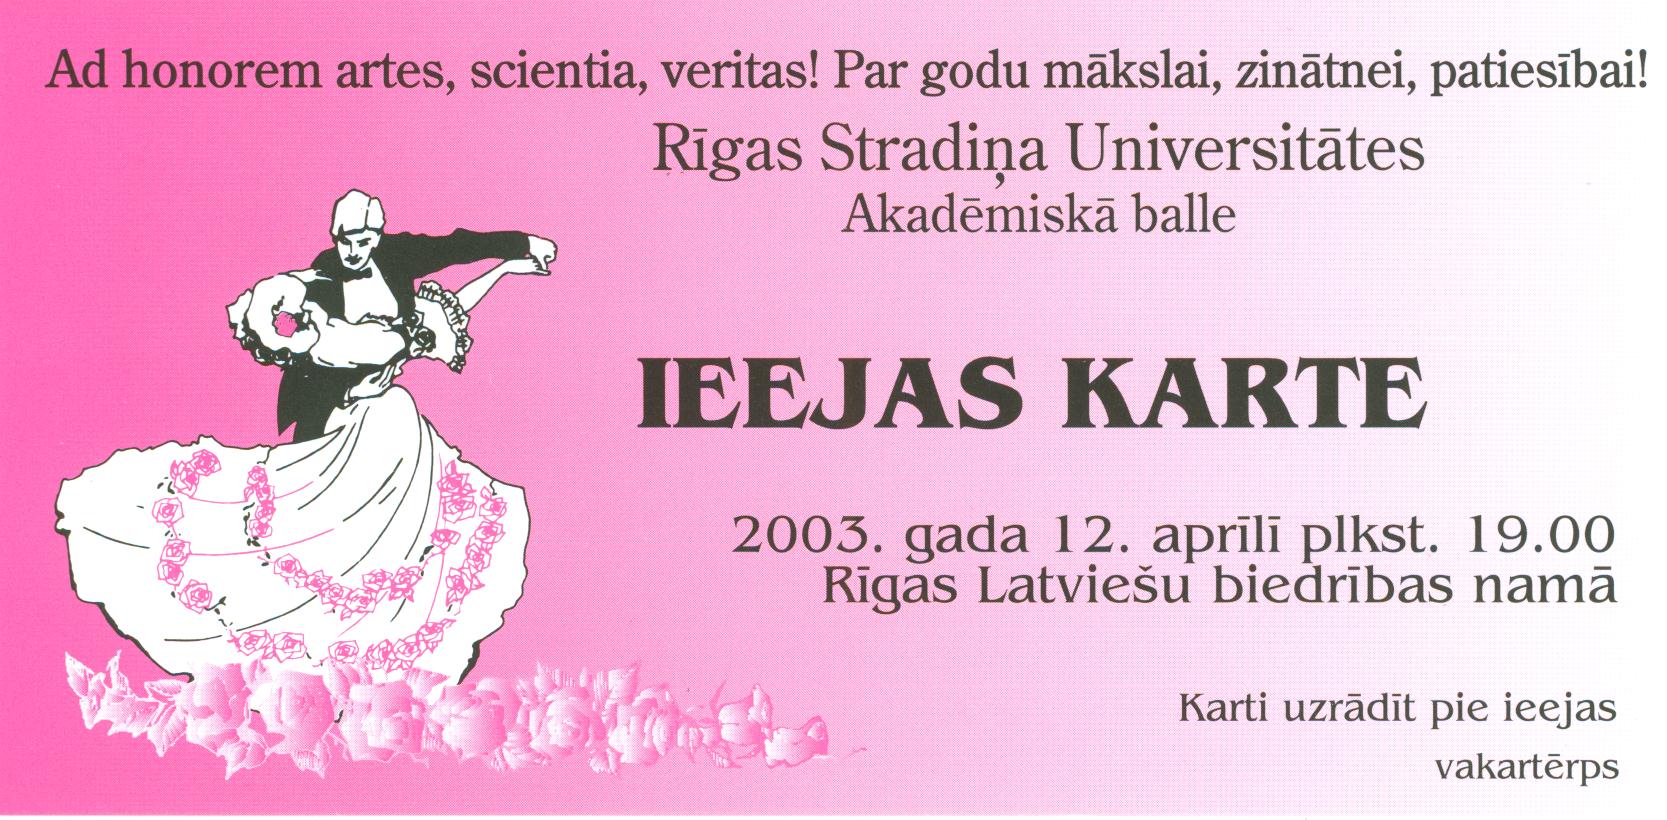 Ad honorem artes, scientia, veritas! Par godu mākslai, zinātnei, patiesībai!
Rīgas Stradiņa Universitātes
Akadēmiskā balle
IEEJAS KARTE
2003. gada 12. aprīlī plkst. 19.00
Rīgas Latviešu biedrības namā
Karti uzrādīt pie ieejas
vakartērps